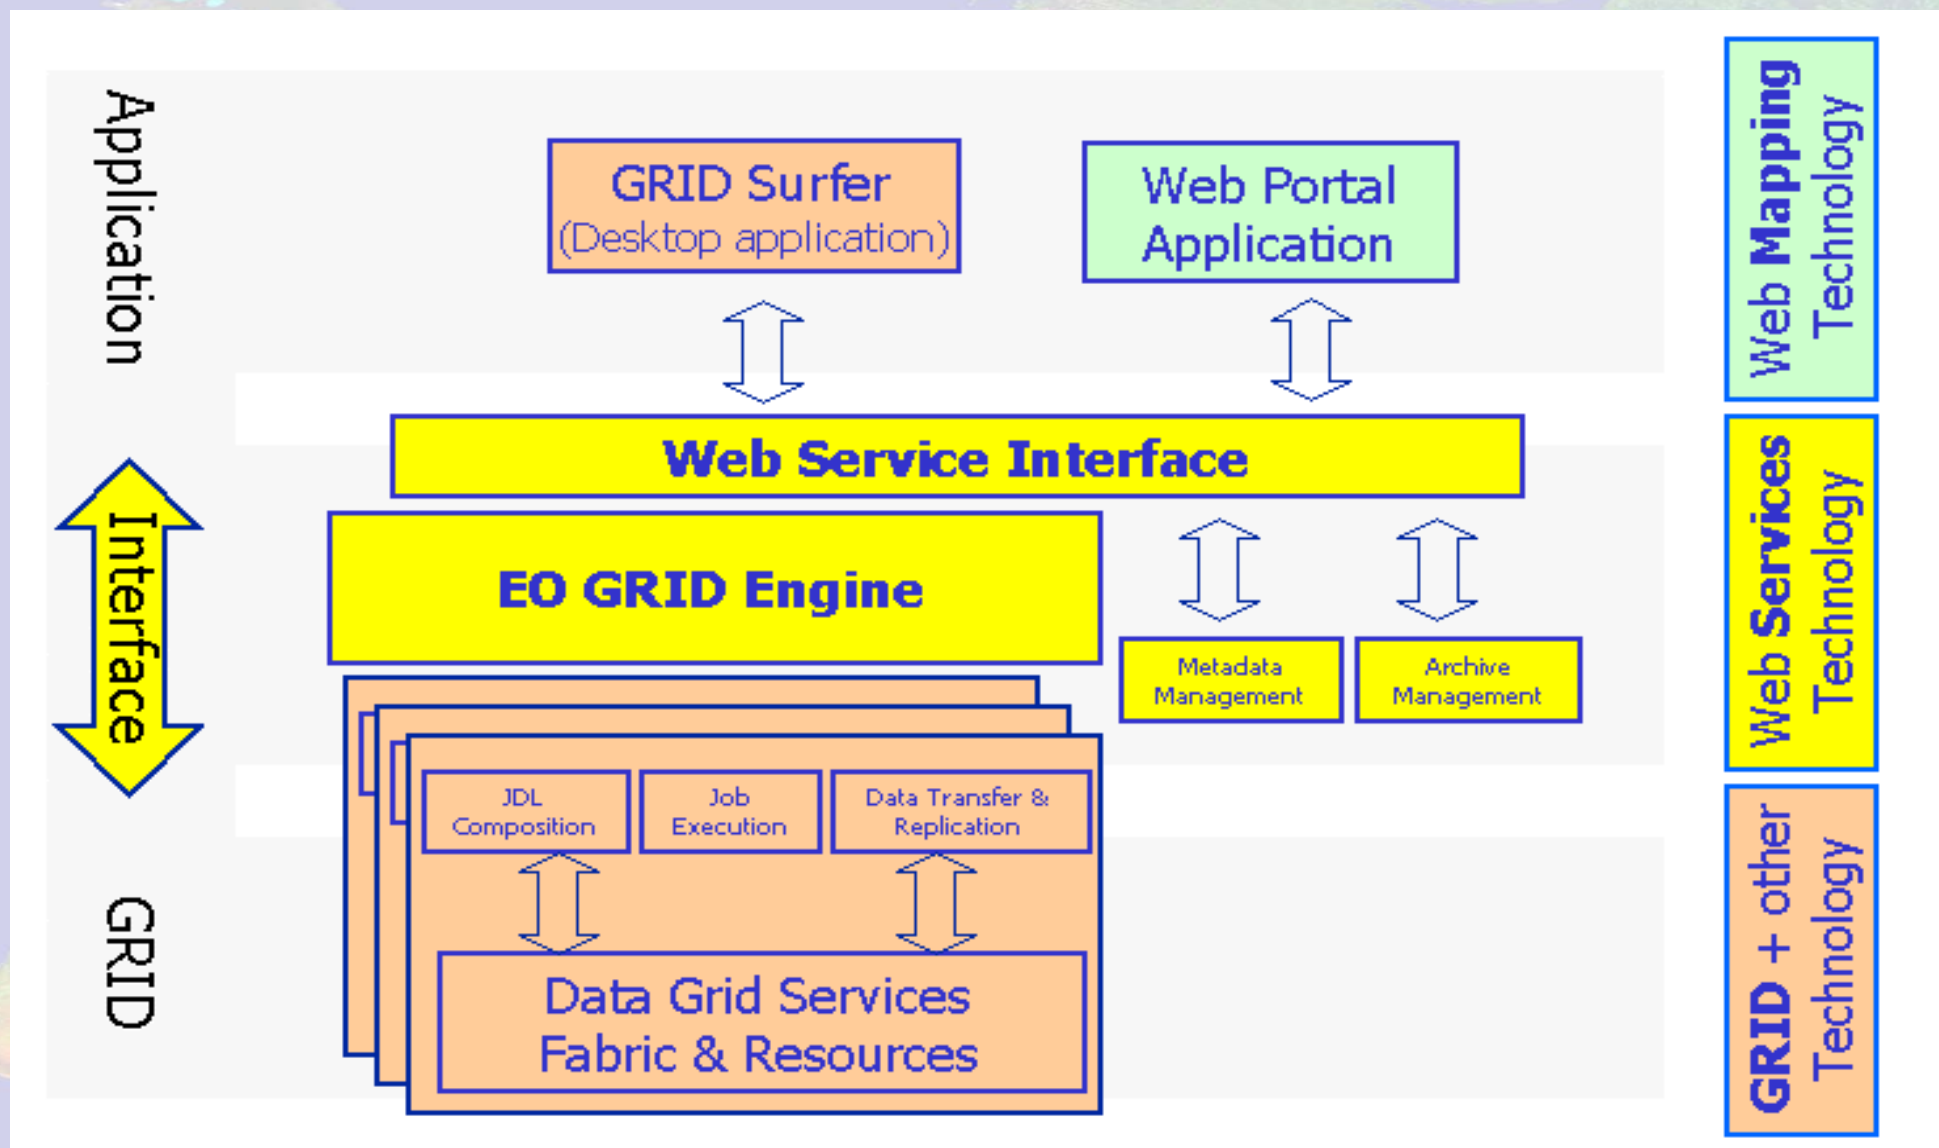 Application
GRID Surfer
(Desktop application)
Web Portal
Application
Web Mapping
Technology
Interface
Web Service Interface
EO GRID Engine
Metadata
Management
Archive
Management
Web Services
Technology
GRID
JDL
Composition
Job
Execution
Data Transfer &
Replication
Data Grid Services
Fabric & Resources
GRID + other
Technology